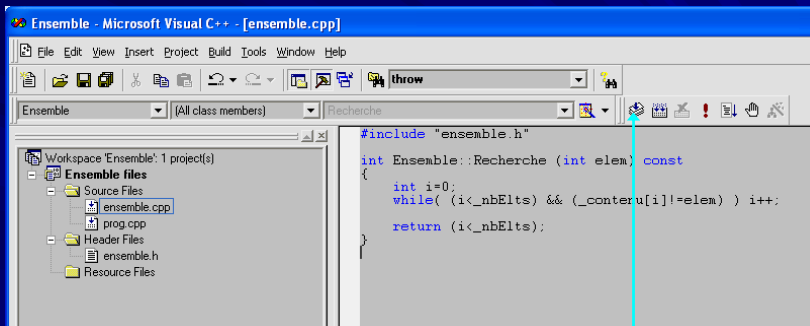 Ensemble - Microsoft Visual C++ - [ensemble.cpp]
File Edit View Insert Project Build Tools Window Help
throw
Ensemble (All class members) Recherche
Workspace 'Ensemble': 1 project(s)
Ensemble files
Source Files
ensemble.cpp
prog.cpp
Header Files
ensemble.h
Resource Files
#include "ensemble.h"
int Ensemble::Recherche (int elem) const
{
int i=0;
while( (i<_nbElts) && (_contenu[i]!=elem) ) i++;
return (i<_nbElts);
}